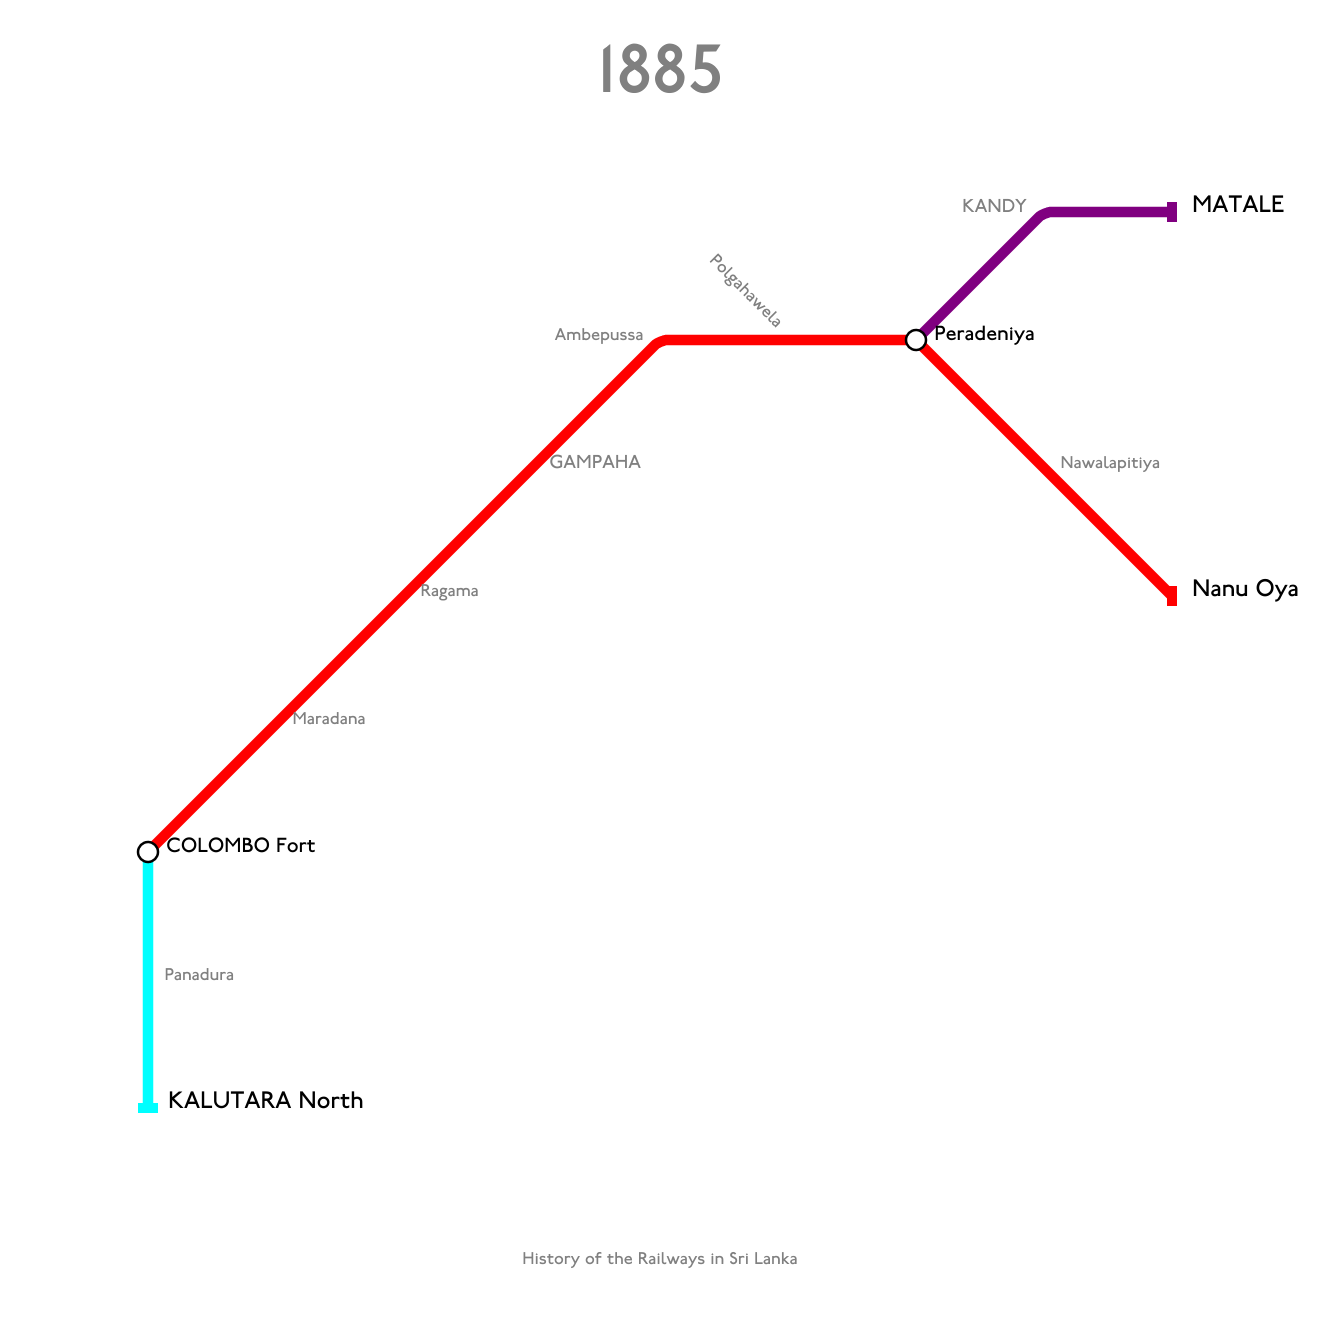 1885
KANDY
MATALE
Polgahawela
Ambepussa
Peradeniya
GAMPAHA
Nawalapitiya
Ragama
Nanu Oya
Maradana
COLOMBO Fort
Panadura
KALUTARA North
History of the Railways in Sri Lanka